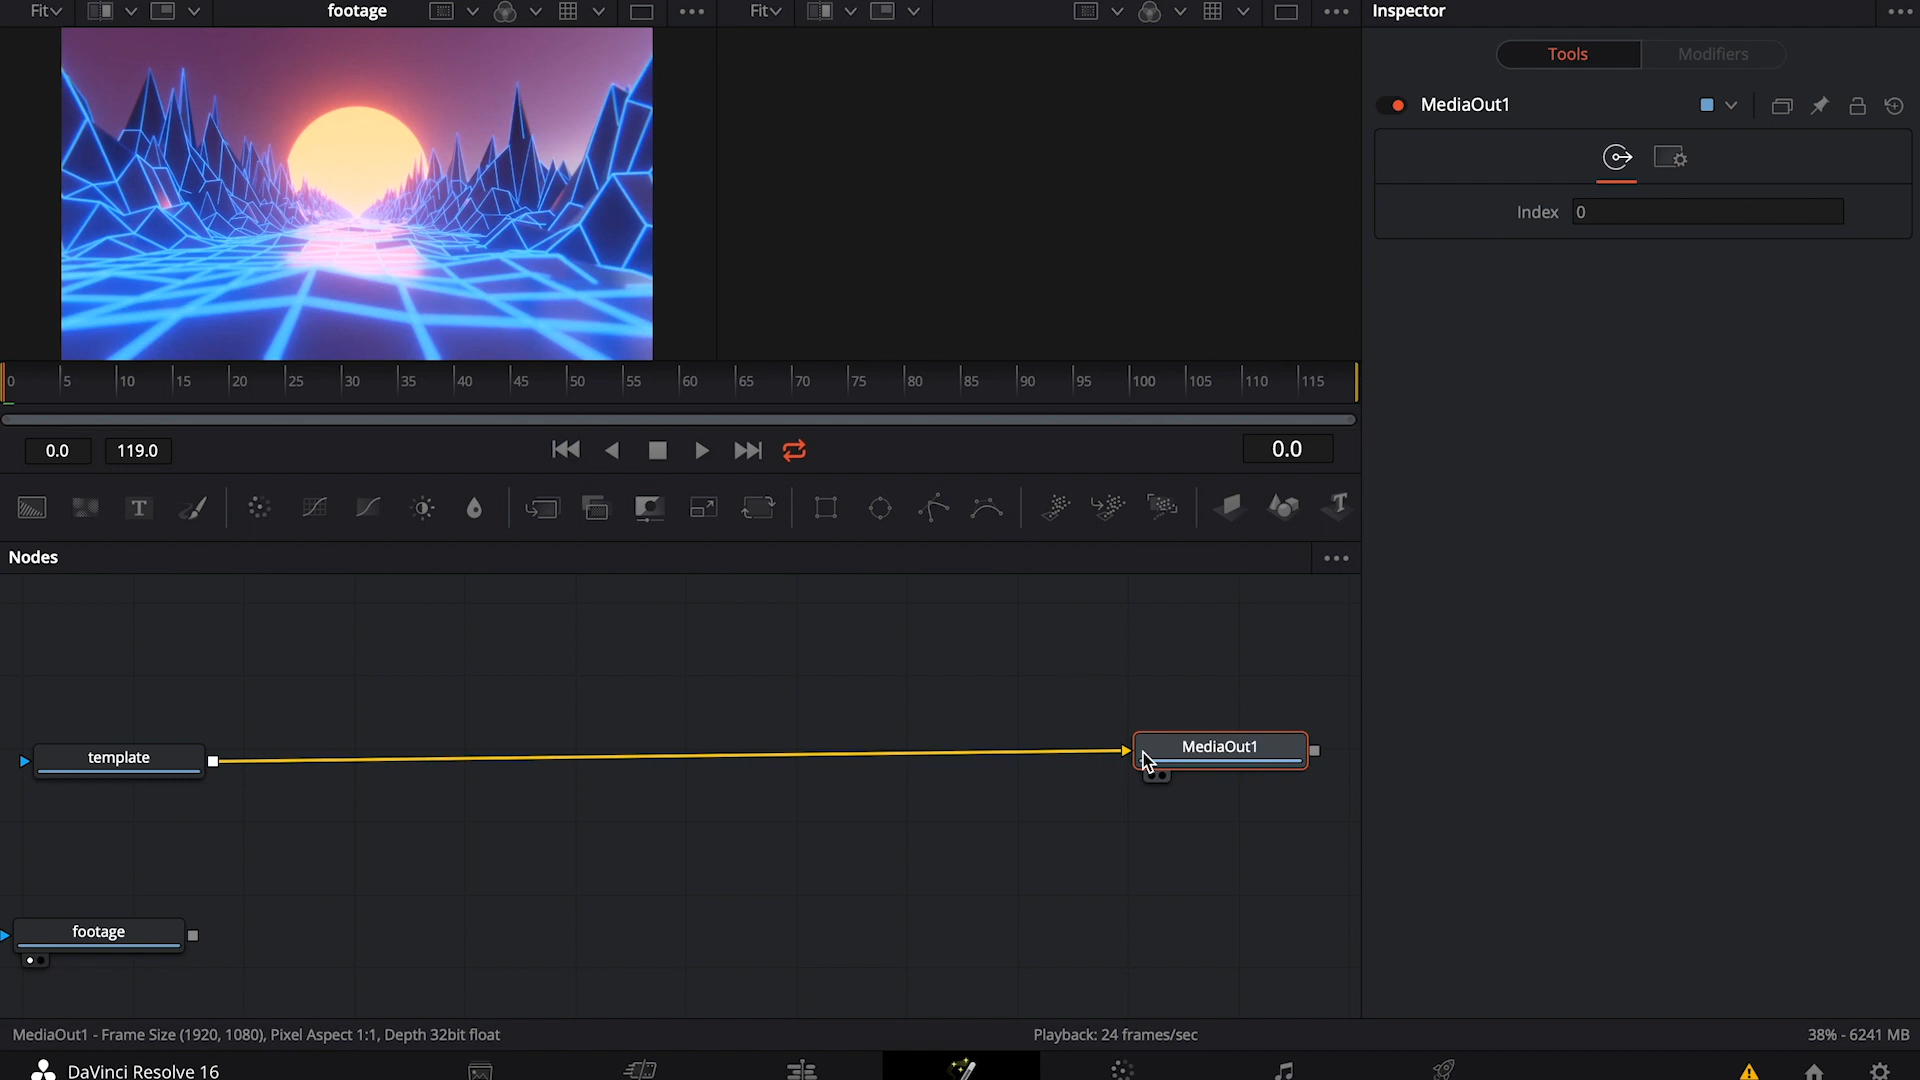 Fit
footage
Fit
Inspector
Tools
Modifiers
MediaOut1
Index
0
0
5
10
15
20
25
30
35
40
45
50
55
60
65
70
75
80
85
90
95
100
105
110
115
0.0
119.0
0.0
T
T
Nodes
template
MediaOut1
footage
MediaOut1 - Frame Size (1920, 1080), Pixel Aspect 1:1, Depth 32bit float
Playback: 24 frames/sec
38% - 6241 MB
DaVinci Resolve 16